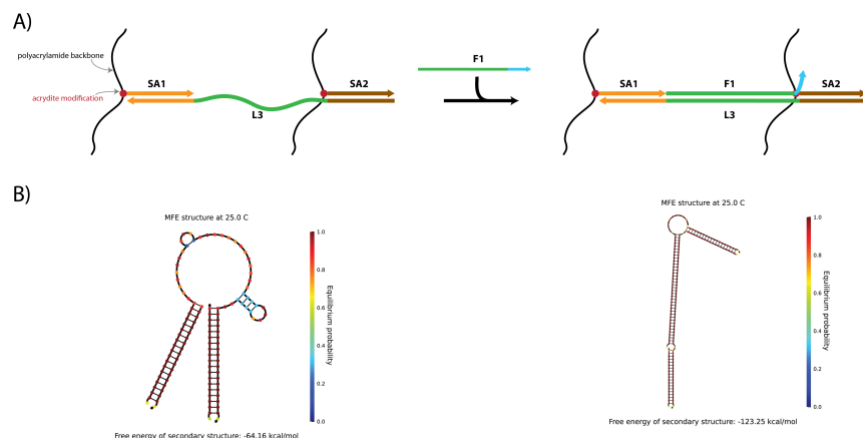 A)
polyacrylamide backbone
acrydite modification
SA1
SA2
L3
F1
SA1
F1
SA2
L3
B)
MFE structure at 25.0 C
1.0
0.8
0.6
0.4
0.2
0.0
Equilibrium probability
Free energy of secondary structure: -64.16 kcal/mol
MFE structure at 25.0 C
1.0
0.8
0.6
0.4
0.2
0.0
Equilibrium probability
Free energy of secondary structure: -123.25 kcal/mol